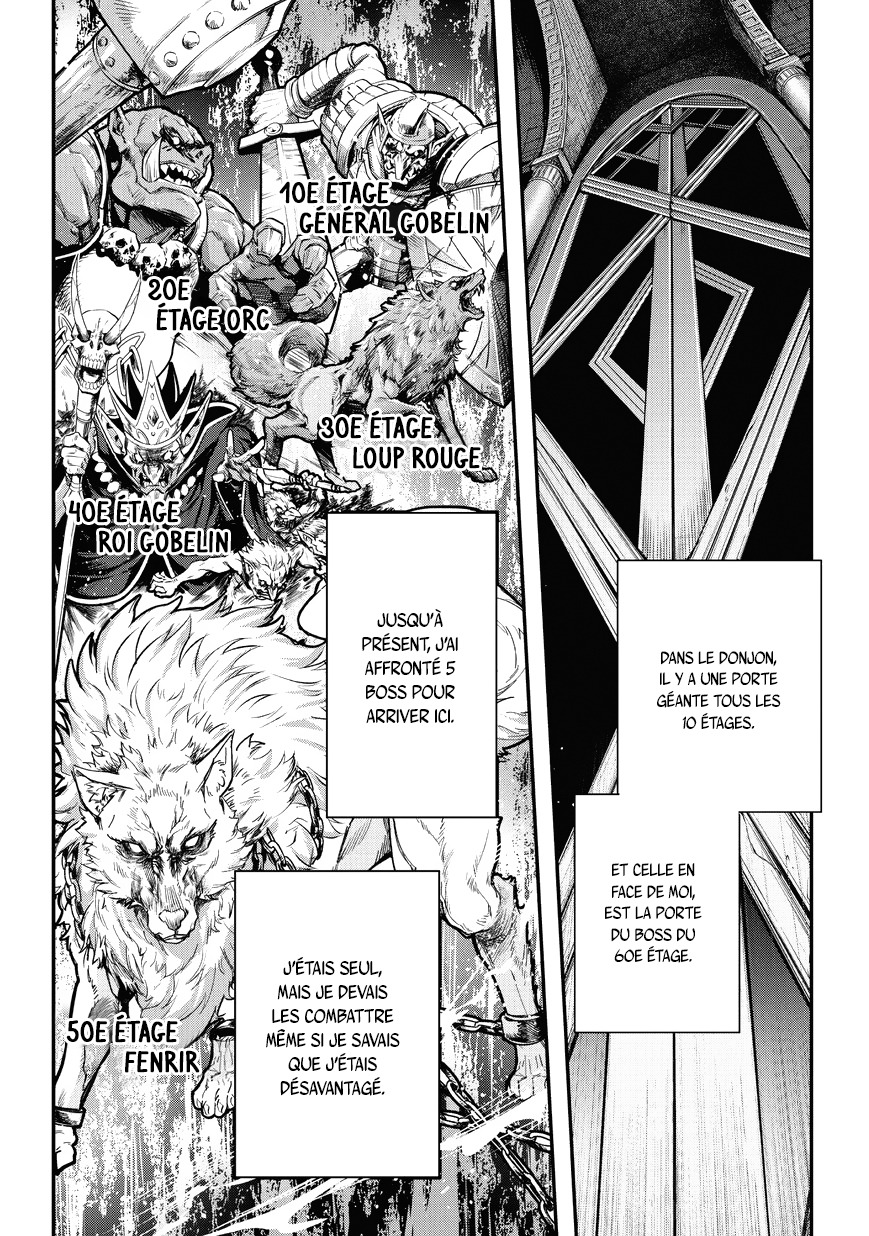 DANS LE DONJON,
IL Y A UNE PORTE
GÉANTE TOUS LES
10 ÉTAGES.
ET CELLE EN
FACE DE MOI,
EST LA PORTE
DU BOSS DU
60E ÉTAGE.
10E ÉTAGE
GÉNÉRAL GOBELIN
20E
ÉTAGE ORC
30E ÉTAGE
LOUP ROUGE
40E ÉTAGE
ROI GOBELIN
JUSQU'À
PRÉSENT, J'AI
AFFRONTÉ 5
BOSS POUR
ARRIVER ICI.
J'ÉTAIS SEUL,
MAIS JE DEVAIS
LES COMBATTRE
MÊME SI JE SAVAIS
QUE J'ÉTAIS
DÉSAVANTAGÉ.
50E ÉTAGE
FENRIR